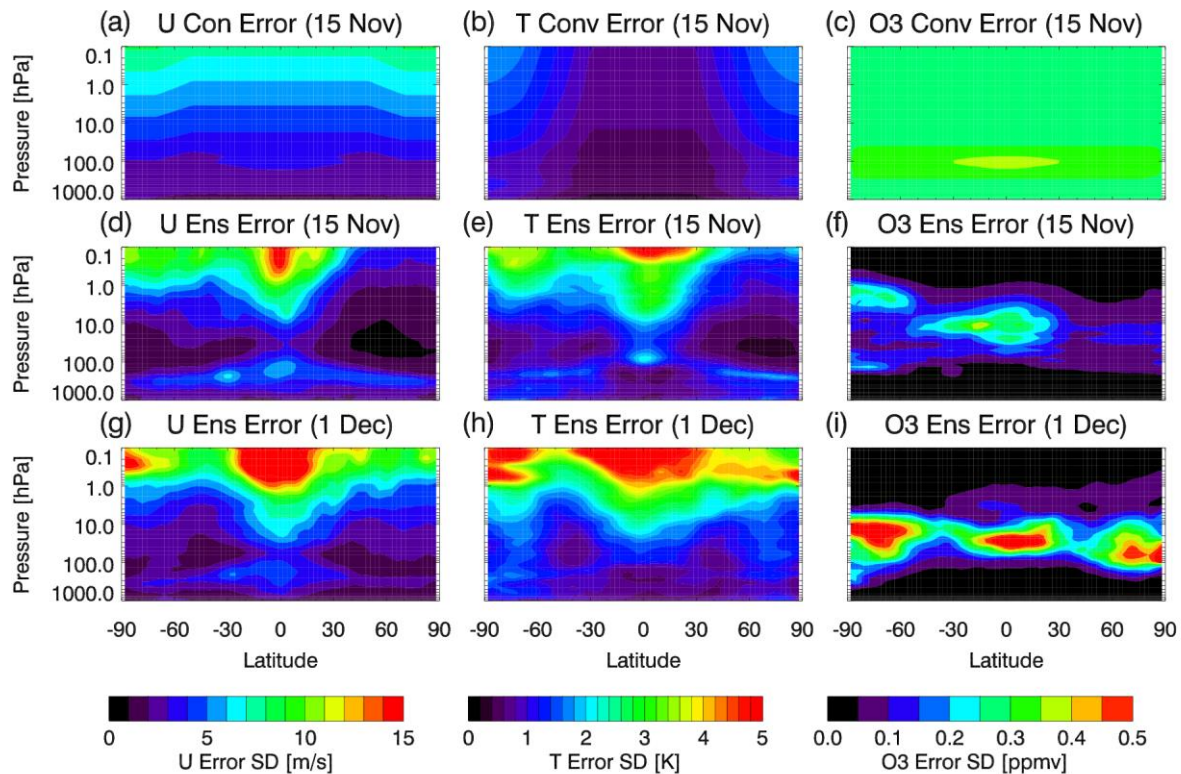 (a) U Con Error (15 Nov) (b) T Conv Error (15 Nov) (c) O3 Conv Error (15 Nov)
Pressure [hPa]
0.1
1.0
10.0
100.0
1000.0
(d) U Ens Error (15 Nov) (e) T Ens Error (15 Nov) (f) O3 Ens Error (15 Nov)
Pressure [hPa]
0.1
1.0
10.0
100.0
1000.0
(g) U Ens Error (1 Dec) (h) T Ens Error (1 Dec) (i) O3 Ens Error (1 Dec)
Pressure [hPa]
0.1
1.0
10.0
100.0
1000.0
-90 -60 -30 0 30 60 90 -90 -60 -30 0 30 60 90 -90 -60 -30 0 30 60 90
Latitude Latitude Latitude
0 5 10 15 0 1 2 3 4 5 0.0 0.1 0.2 0.3 0.4 0.5
U Error SD [m/s] T Error SD [K] O3 Error SD [ppmv]